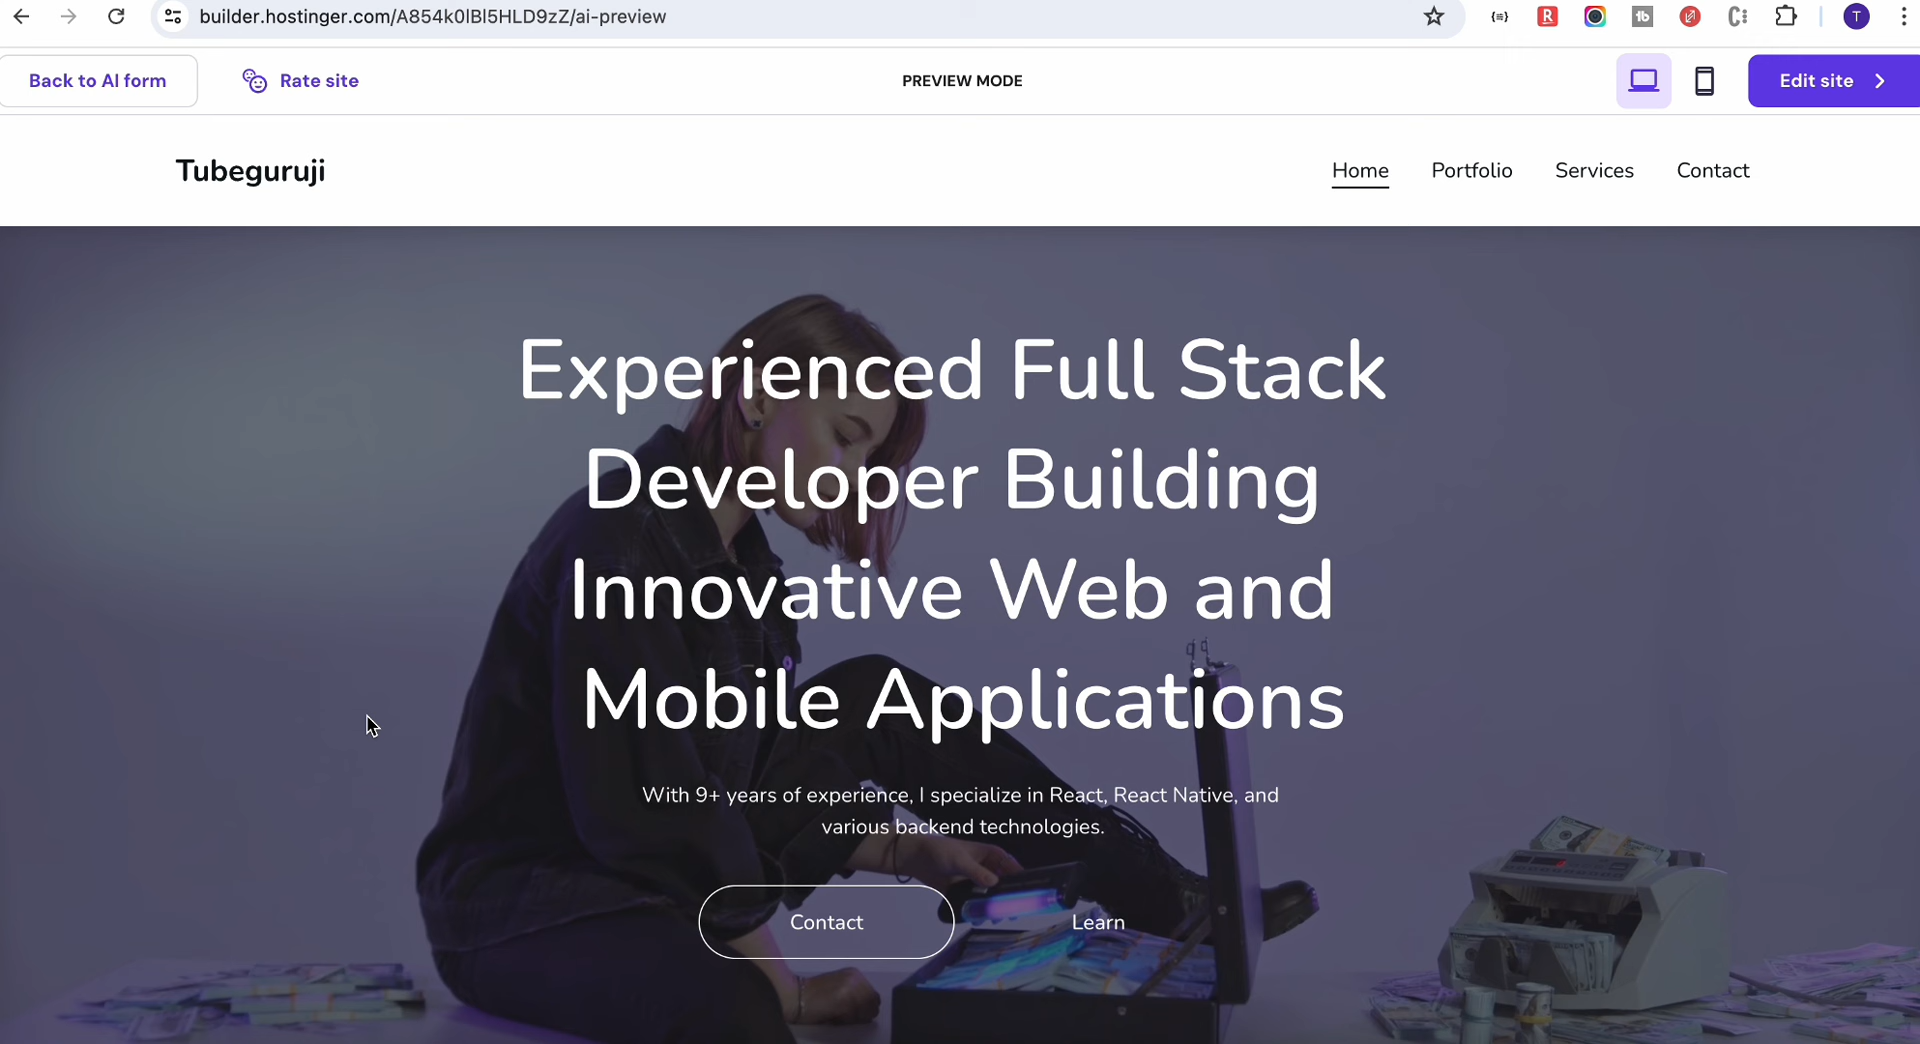 builder.hostinger.com/A854k0lBl5HLD9zZ/ai-preview
T
Back to AI form
Rate site
PREVIEW MODE
Edit site
Tubeguruji
Home
Portfolio
Services
Contact
Experienced Full Stack
Developer Building
Innovative Web and
Mobile Applications
With 9+ years of experience, I specialize in React, React Native, and
various backend technologies.
Contact
Learn